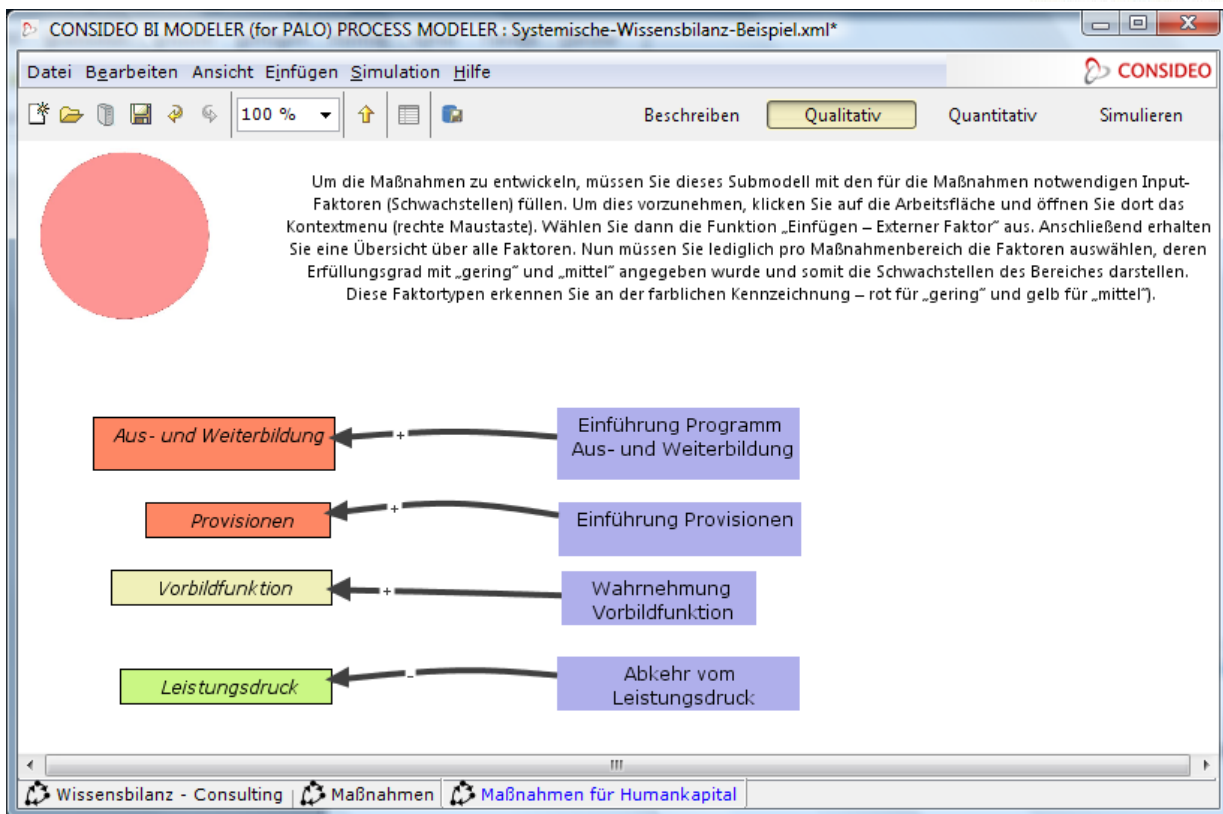 CONSIDEO BI MODELER (for PALO) PROCESS MODELER : Systemische-Wissensbilanz-Beispiel.xml*
Datei Bearbeiten Ansicht Einfügen Simulation Hilfe
CONSIDEO
100 %
Beschreiben Qualitativ Quantitativ Simulieren
Um die Maßnahmen zu entwickeln, müssen Sie dieses Submodell mit den für die Maßnahmen notwendigen Input-
Faktoren (Schwachstellen) füllen. Um dies vorzunehmen, klicken Sie auf die Arbeitsfläche und öffnen Sie dort das
Kontextmenu (rechte Maustaste). Wählen Sie dann die Funktion „Einfügen – Externer Faktor“ aus. Anschließend erhalten
Sie eine Übersicht über alle Faktoren. Nun müssen Sie lediglich pro Maßnahmenbereich die Faktoren auswählen, deren
Erfüllungsgrad mit „gering“ und „mittel“ angegeben wurde und somit die Schwachstellen des Bereiches darstellen.
Diese Faktortypen erkennen Sie an der farblichen Kennzeichnung – rot für „gering“ und gelb für „mittel“).
Aus- und Weiterbildung
+
Einführung Programm
Aus- und Weiterbildung
Provisionen
+
Einführung Provisionen
Vorbildfunktion
+
Wahrnehmung
Vorbildfunktion
Leistungsdruck
-
Abkehr vom
Leistungsdruck
Wissensbilanz - Consulting
Maßnahmen
Maßnahmen für Humankapital